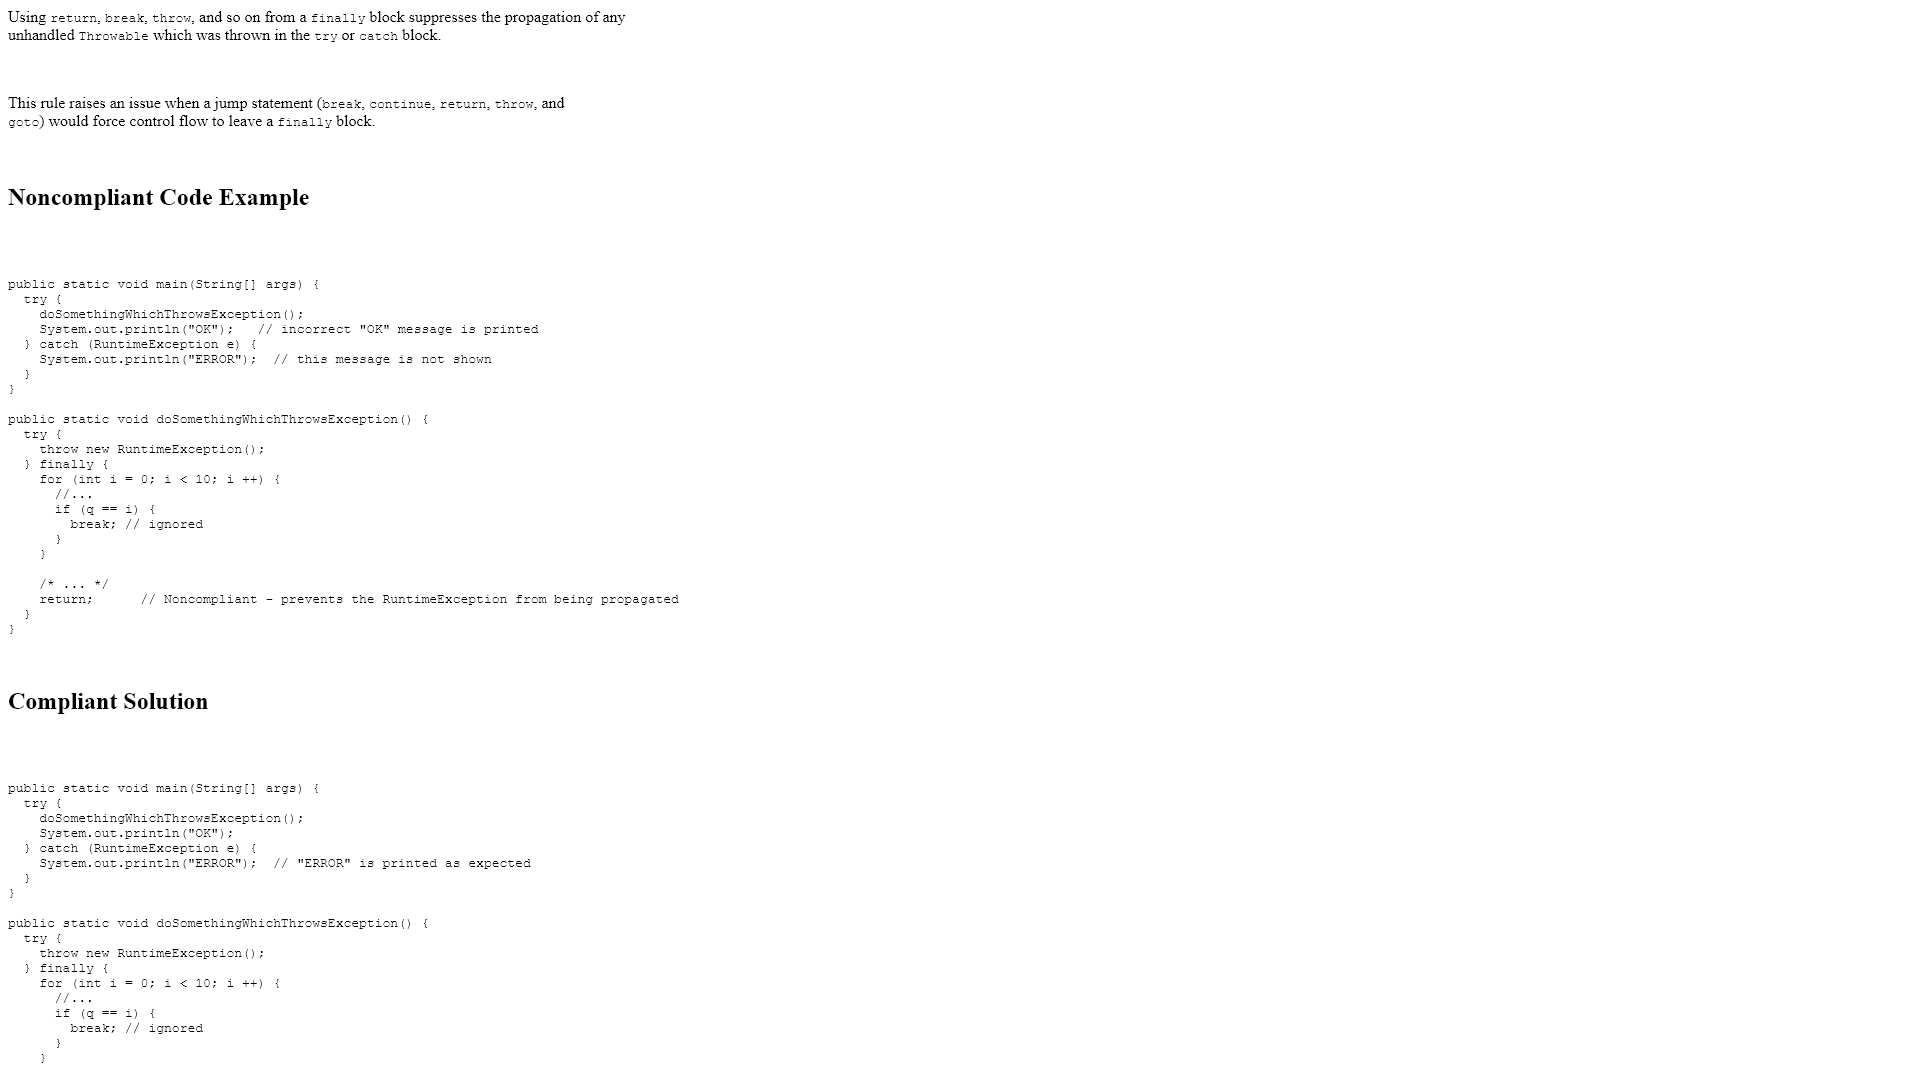 Using return, break, throw, and so on from a finally block suppresses the propagation of any
unhandled Throwable which was thrown in the try or catch block.
This rule raises an issue when a jump statement (break, continue, return, throw, and
goto) would force control flow to leave a finally block.
Noncompliant Code Example
public static void main(String[] args) {
  try {
    doSomethingWhichThrowsException();
    System.out.println("OK");   // incorrect "OK" message is printed
  } catch (RuntimeException e) {
    System.out.println("ERROR");  // this message is not shown
  }
}
public static void doSomethingWhichThrowsException() {
  try {
    throw new RuntimeException();
  } finally {
    for (int i = 0; i < 10; i ++) {
      //...
      if (q == i) {
        break; // ignored
      }
    }
    /* ... */
    return;      // Noncompliant - prevents the RuntimeException from being propagated
  }
}
Compliant Solution
public static void main(String[] args) {
  try {
    doSomethingWhichThrowsException();
    System.out.println("OK");
  } catch (RuntimeException e) {
    System.out.println("ERROR");  // "ERROR" is printed as expected
  }
}
public static void doSomethingWhichThrowsException() {
  try {
    throw new RuntimeException();
  } finally {
    for (int i = 0; i < 10; i ++) {
      //...
      if (q == i) {
        break; // ignored
      }
    }